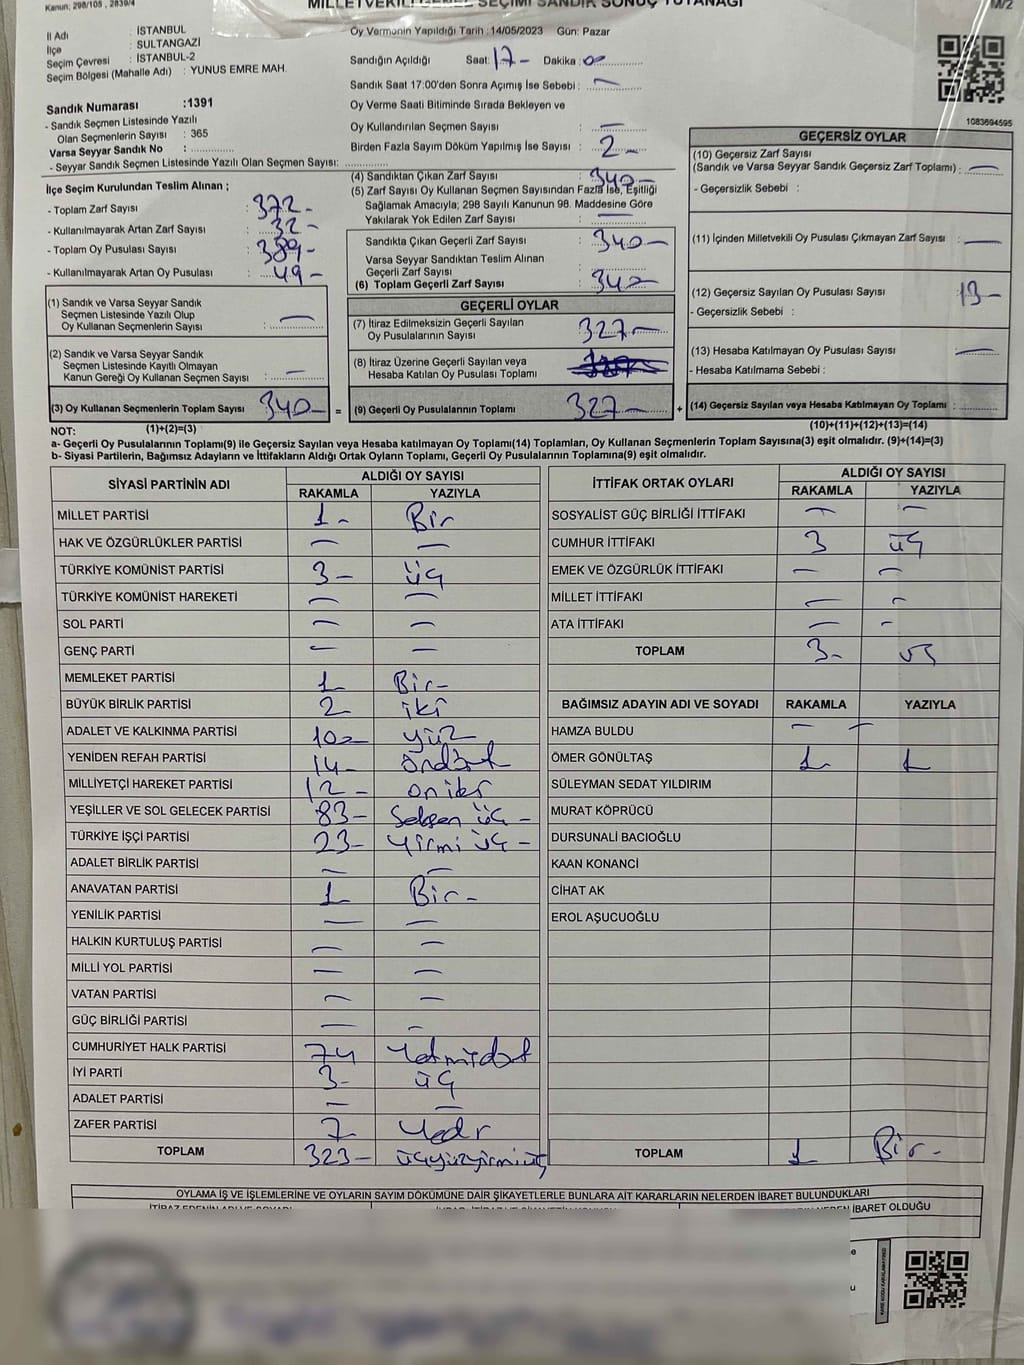 Kanun: 298/105 , 2839/4
MİLLETVEKİLİ GENEL SEÇİMİ SANDIK SONUÇ TUTANAĞI
M/2
İl Adı : İSTANBUL
İlçe : SULTANGAZİ
Seçim Çevresi : İSTANBUL-2
Seçim Bölgesi (Mahalle Adı) : YUNUS EMRE MAH.
Sandık Numarası :1391
- Sandık Seçmen Listesinde Yazılı
Olan Seçmenlerin Sayısı : 365
Varsa Seyyar Sandık No :
- Seyyar Sandık Seçmen Listesinde Yazılı Olan Seçmen Sayısı:
İlçe Seçim Kurulundan Teslim Alınan ;
- Toplam Zarf Sayısı : 372-
- Kullanılmayarak Artan Zarf Sayısı : 32-
- Toplam Oy Pusulası Sayısı : 389-
- Kullanılmayarak Artan Oy Pusulası : 49-
(1) Sandık ve Varsa Seyyar Sandık
Seçmen Listesinde Yazılı Olup
Oy Kullanan Seçmenlerin Sayısı : —
(2) Sandık ve Varsa Seyyar Sandık
Seçmen Listesinde Kayıtlı Olmayan
Kanun Gereği Oy Kullanan Seçmen Sayısı : —
(3) Oy Kullanan Seçmenlerin Toplam Sayısı 340-
(1)+(2)=(3)
Oy Vermenin Yapıldığı Tarih :14/05/2023 Gün: Pazar
Sandığın Açıldığı Saat: 17- Dakika: 00
Sandık Saat 17:00'den Sonra Açımış İse Sebebi : —
Oy Verme Saati Bitiminde Sırada Bekleyen ve
Oy Kullandırılan Seçmen Sayısı : —
Birden Fazla Sayım Döküm Yapılmış İse Sayısı : 2-
(4) Sandıktan Çıkan Zarf Sayısı : 340-
(5) Zarf Sayısı Oy Kullanan Seçmen Sayısından Fazla İse, Eşitliği
Sağlamak Amacıyla; 298 Sayılı Kanunun 98. Maddesine Göre
Yakılarak Yok Edilen Zarf Sayısı : —
Sandıkta Çıkan Geçerli Zarf Sayısı : 340-
Varsa Seyyar Sandıktan Teslim Alınan
Geçerli Zarf Sayısı :
(6) Toplam Geçerli Zarf Sayısı : 340-
GEÇERLİ OYLAR
(7) İtiraz Edilmeksizin Geçerli Sayılan
Oy Pusulalarının Sayısı : 327-
(8) İtiraz Üzerine Geçerli Sayılan veya
Hesaba Katılan Oy Pusulası Toplamı :
= (9) Geçerli Oy Pusulalarının Toplamı 327- +
1083694595
GEÇERSİZ OYLAR
(10) Geçersiz Zarf Sayısı
(Sandık ve Varsa Seyyar Sandık Geçersiz Zarf Toplamı) : —
- Geçersizlik Sebebi :
(11) İçinden Milletvekili Oy Pusulası Çıkmayan Zarf Sayısı : —
(12) Geçersiz Sayılan Oy Pusulası Sayısı : 13-
- Geçersizlik Sebebi :
(13) Hesaba Katılmayan Oy Pusulası Sayısı : —
- Hesaba Katılmama Sebebi :
(14) Geçersiz Sayılan veya Hesaba Katılmayan Oy Toplamı :
(10)+(11)+(12)+(13)=(14)
NOT:
a- Geçerli Oy Pusulalarının Toplamı(9) ile Geçersiz Sayılan veya Hesaba katılmayan Oy Toplamı(14) Toplamları, Oy Kullanan Seçmenlerin Toplam Sayısına(3) eşit olmalıdır. (9)+(14)=(3)
b- Siyasi Partilerin, Bağımsız Adayların ve İttifakların Aldığı Ortak Oyların Toplamı, Geçerli Oy Pusulalarının Toplamına(9) eşit olmalıdır.
SİYASİ PARTİNİN ADI ALDIĞI OY SAYISI
RAKAMLA YAZIYLA
MİLLET PARTİSİ 1- Bir
HAK VE ÖZGÜRLÜKLER PARTİSİ — —
TÜRKİYE KOMÜNİST PARTİSİ 3- üç
TÜRKİYE KOMÜNİST HAREKETİ — —
SOL PARTİ — —
GENÇ PARTİ — —
MEMLEKET PARTİSİ 1 Bir-
BÜYÜK BİRLİK PARTİSİ 2 iki
ADALET VE KALKINMA PARTİSİ 100 yüz
YENİDEN REFAH PARTİSİ 14- öndört
MİLLİYETÇİ HAREKET PARTİSİ 12- oniki
YEŞİLLER VE SOL GELECEK PARTİSİ 83- Seksen üç-
TÜRKİYE İŞÇİ PARTİSİ 23- Yirmi üç-
ADALET BİRLİK PARTİSİ — —
ANAVATAN PARTİSİ 1 Bir-
YENİLİK PARTİSİ — —
HALKIN KURTULUŞ PARTİSİ — —
MİLLİ YOL PARTİSİ — —
VATAN PARTİSİ — —
GÜÇ BİRLİĞİ PARTİSİ — —
CUMHURİYET HALK PARTİSİ 74 Yetmişdört
İYİ PARTİ 3- üç
ADALET PARTİSİ — —
ZAFER PARTİSİ 7 Yedi
TOPLAM 323- üçyüzyirmiüç
İTTİFAK ORTAK OYLARI ALDIĞI OY SAYISI
RAKAMLA YAZIYLA
SOSYALİST GÜÇ BİRLİĞİ İTTİFAKI — —
CUMHUR İTTİFAKI 3 üç
EMEK VE ÖZGÜRLÜK İTTİFAKI — —
MİLLET İTTİFAKI — —
ATA İTTİFAKI — —
TOPLAM 3- üç
BAĞIMSIZ ADAYIN ADI VE SOYADI RAKAMLA YAZIYLA
HAMZA BULDU — —
ÖMER GÖNÜLTAŞ 1 1
SÜLEYMAN SEDAT YILDIRIM
MURAT KÖPRÜCÜ
DURSUNALİ BACIOĞLU
KAAN KONANCİ
CİHAT AK
EROL AŞUCUOĞLU
TOPLAM 1 Bir-
OYLAMA İŞ VE İŞLEMLERİNE VE OYLARIN SAYIM DÖKÜMÜNE DAİR ŞİKAYETLERLE BUNLARA AİT KARARLARIN NELERDEN İBARET BULUNDUKLARI
İBARET OLDUĞU